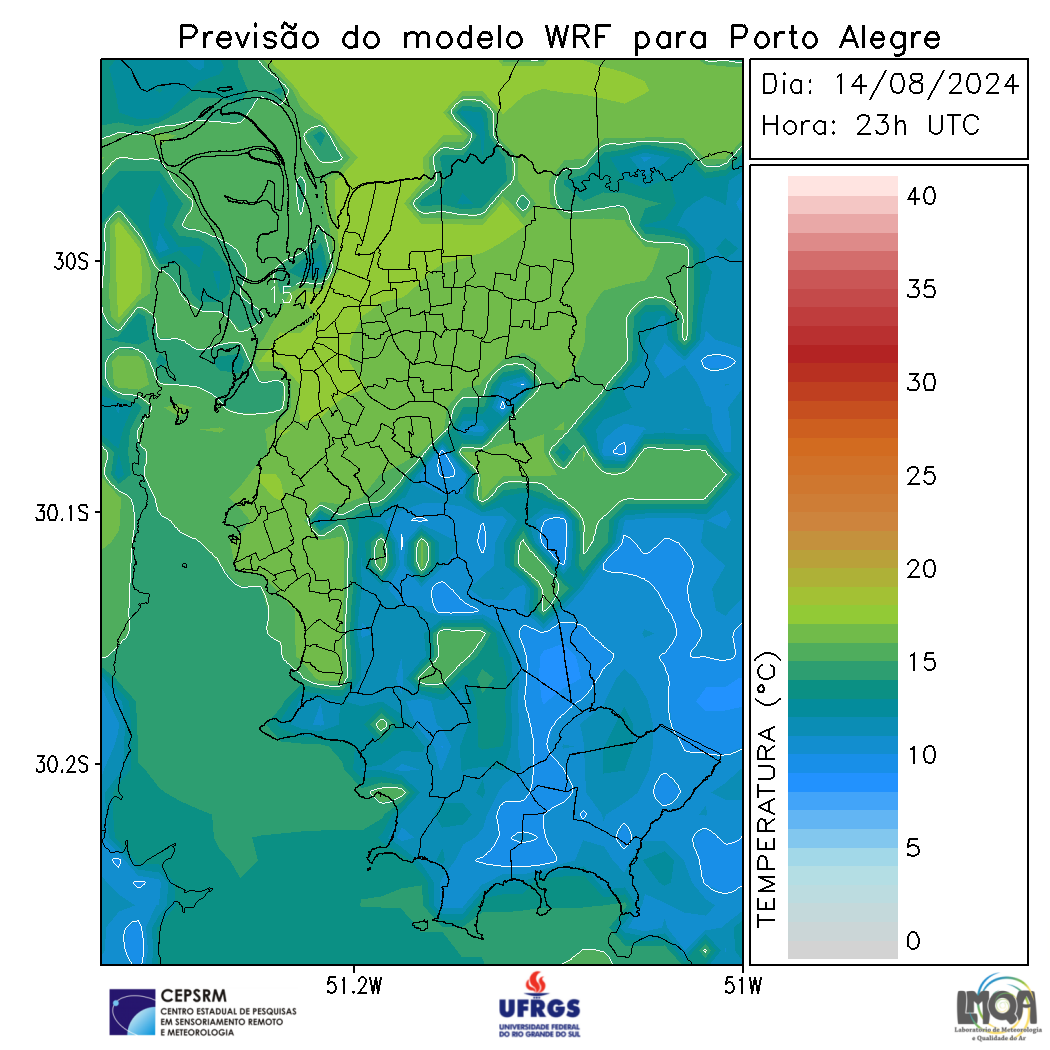 Previsão do modelo WRF para Porto Alegre
Dia: 14/08/2024
Hora: 23h UTC
40
35
30
25
20
15
10
5
0
TEMPERATURA (°C)
30S
30.1S
30.2S
15
51.2W
51W
CEPSRM
CENTRO ESTADUAL DE PESQUISAS
EM SENSORIAMENTO REMOTO
E METEOROLOGIA
UFRGS
UNIVERSIDADE FEDERAL
DO RIO GRANDE DO SUL
LMQA
Laboratório de Meteorologia
e Qualidade do Ar